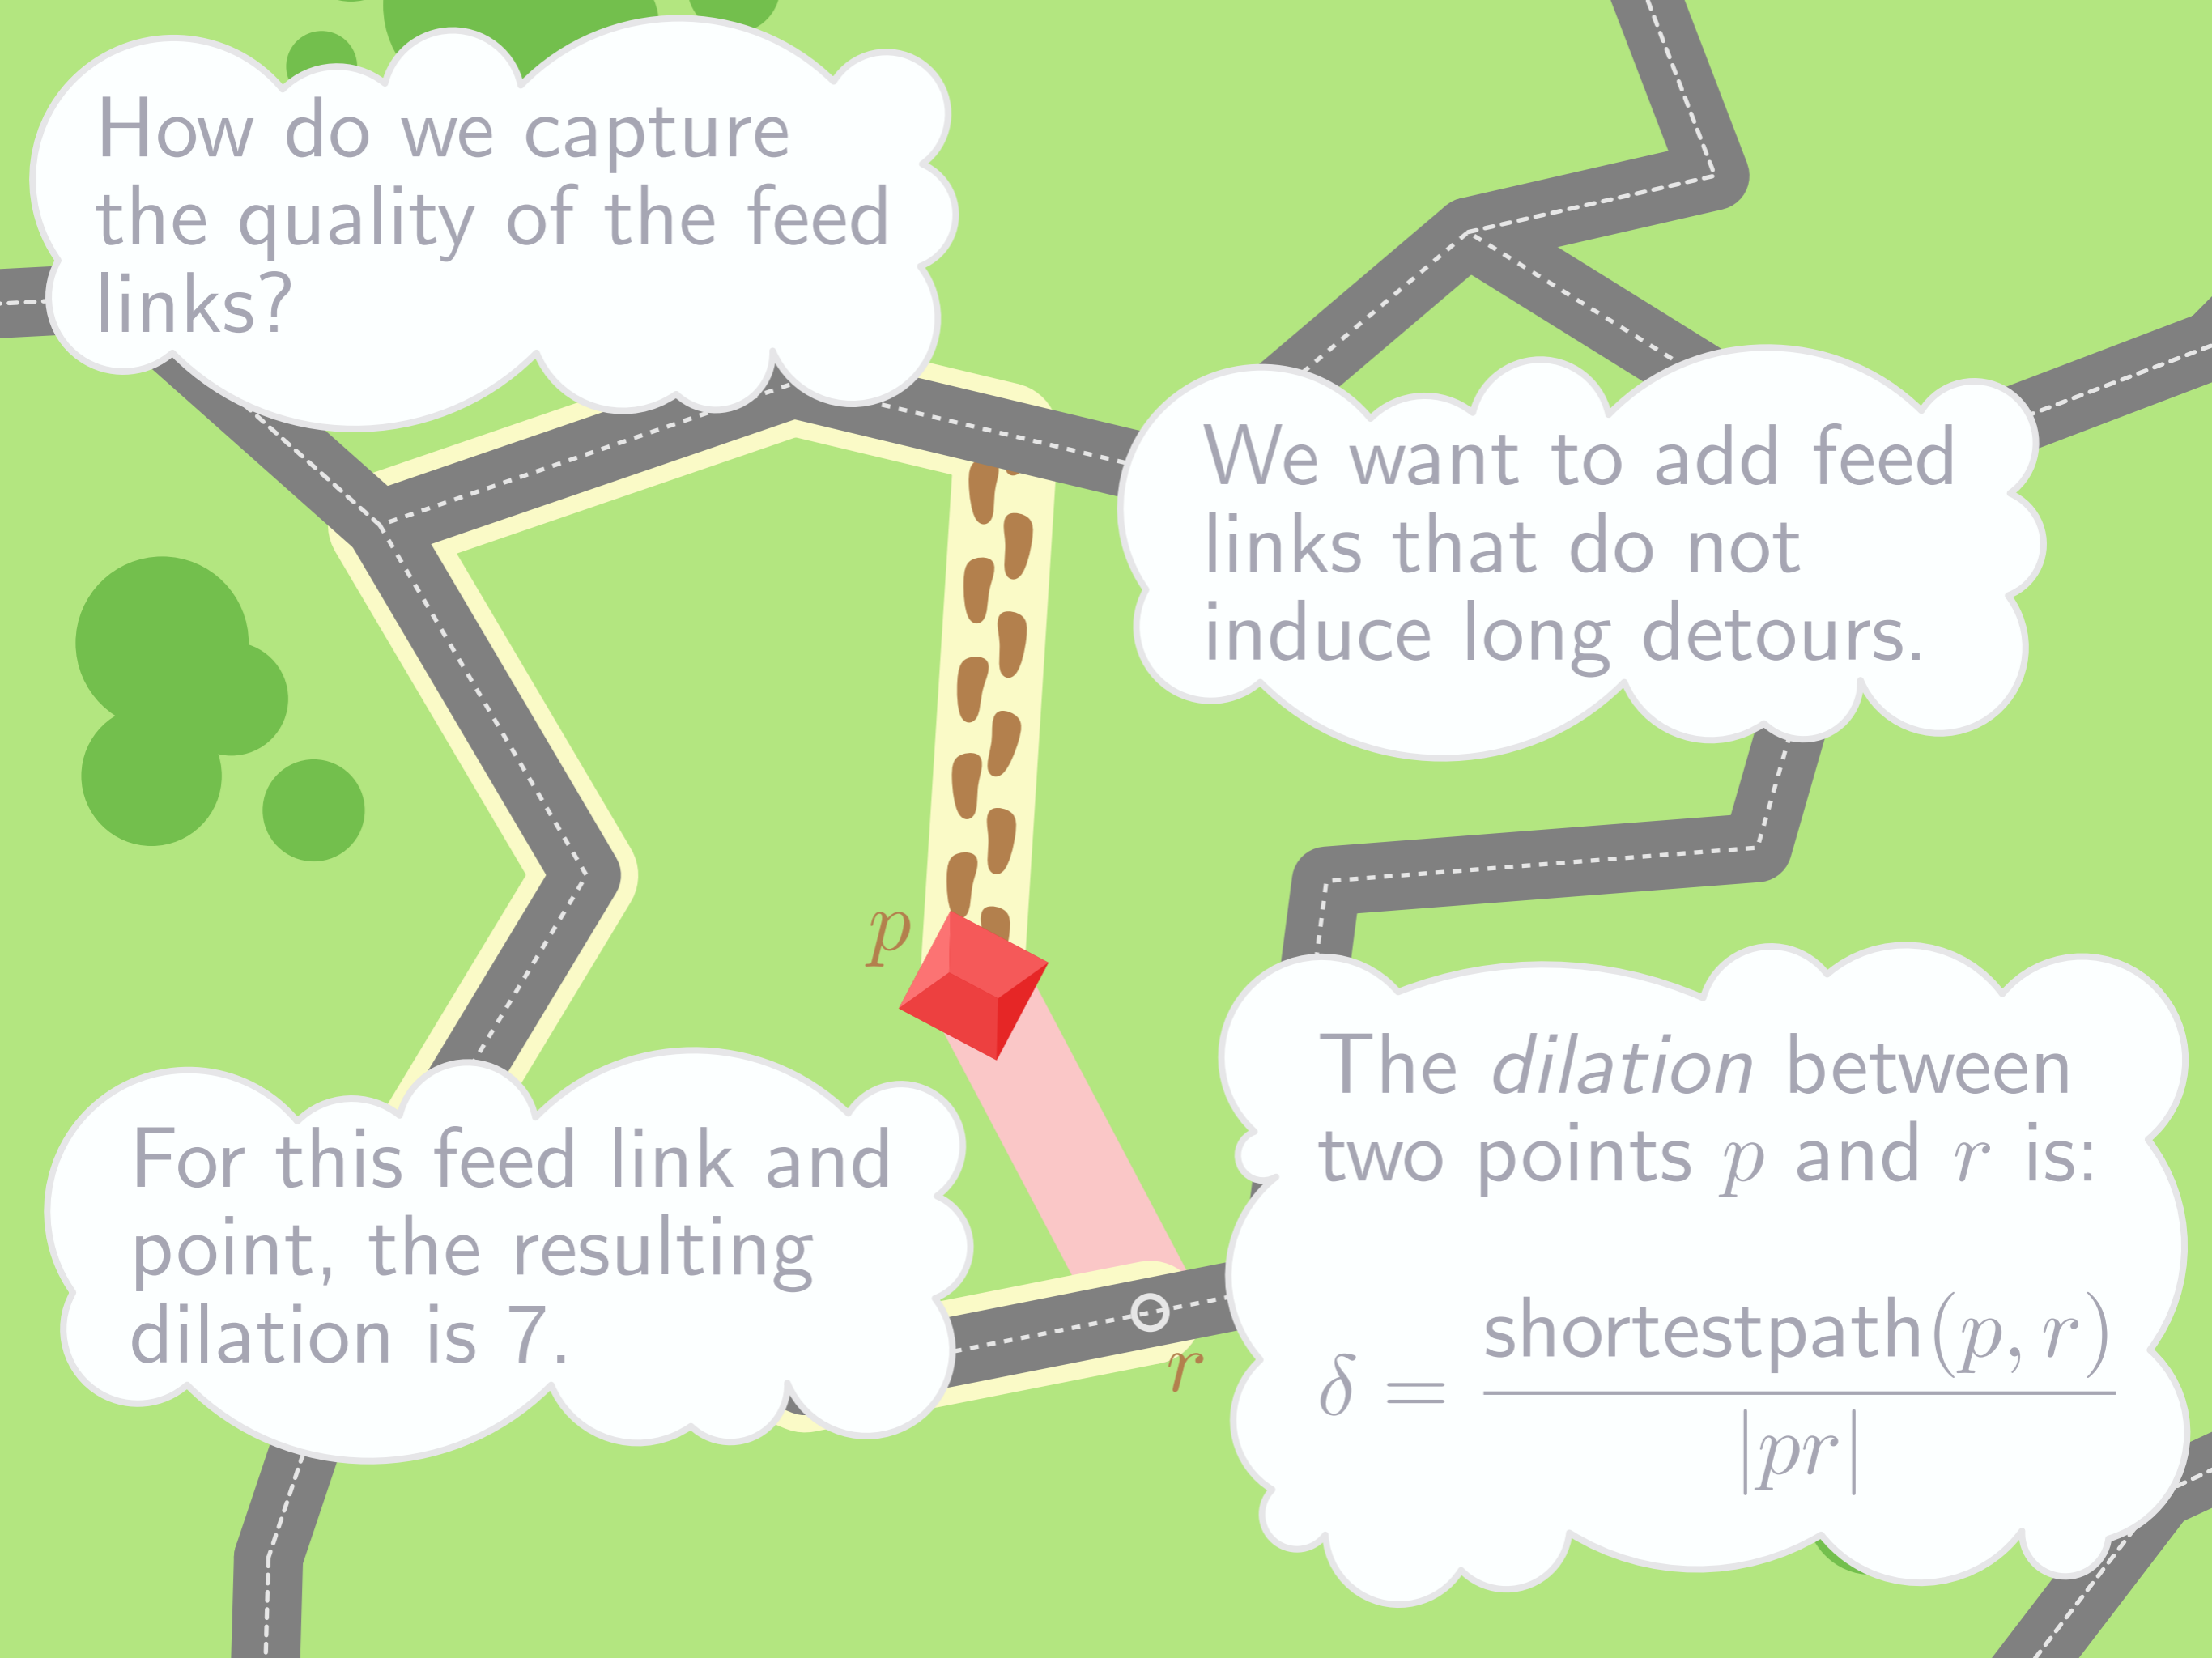 How do we capture
the quality of the feed
links?
We want to add feed
links that do not
induce long detours.
p
The dilation between
two points p and r is:
δ = shortestpath(p, r)
|pr|
For this feed link and
point, the resulting
dilation is 7.
r